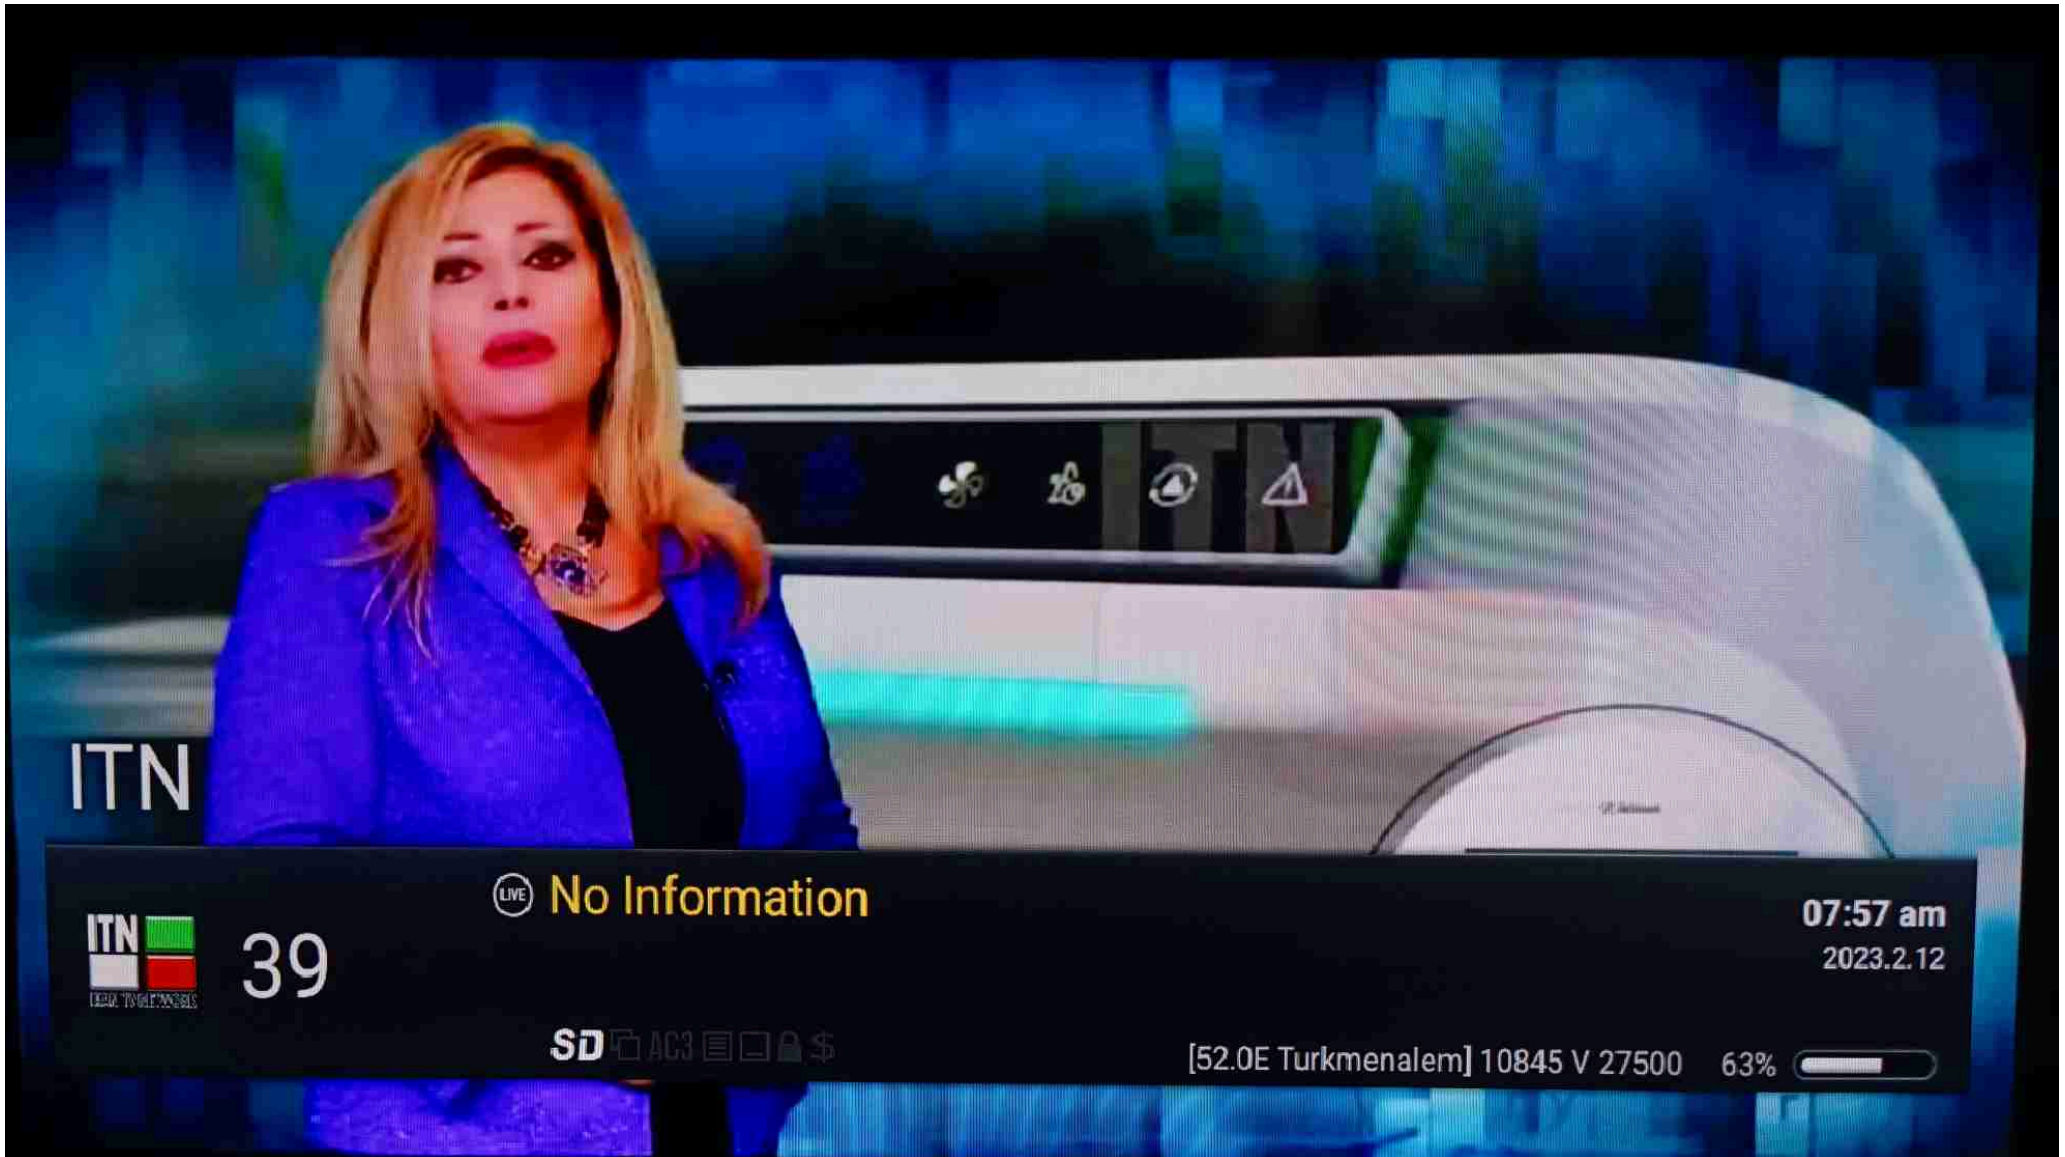 ITN
ITN
LIVE No Information
07:57 am
ITN
39
2023.2.12
SD AC3 $
[52.0E Turkmenalem] 10845 V 27500 63%